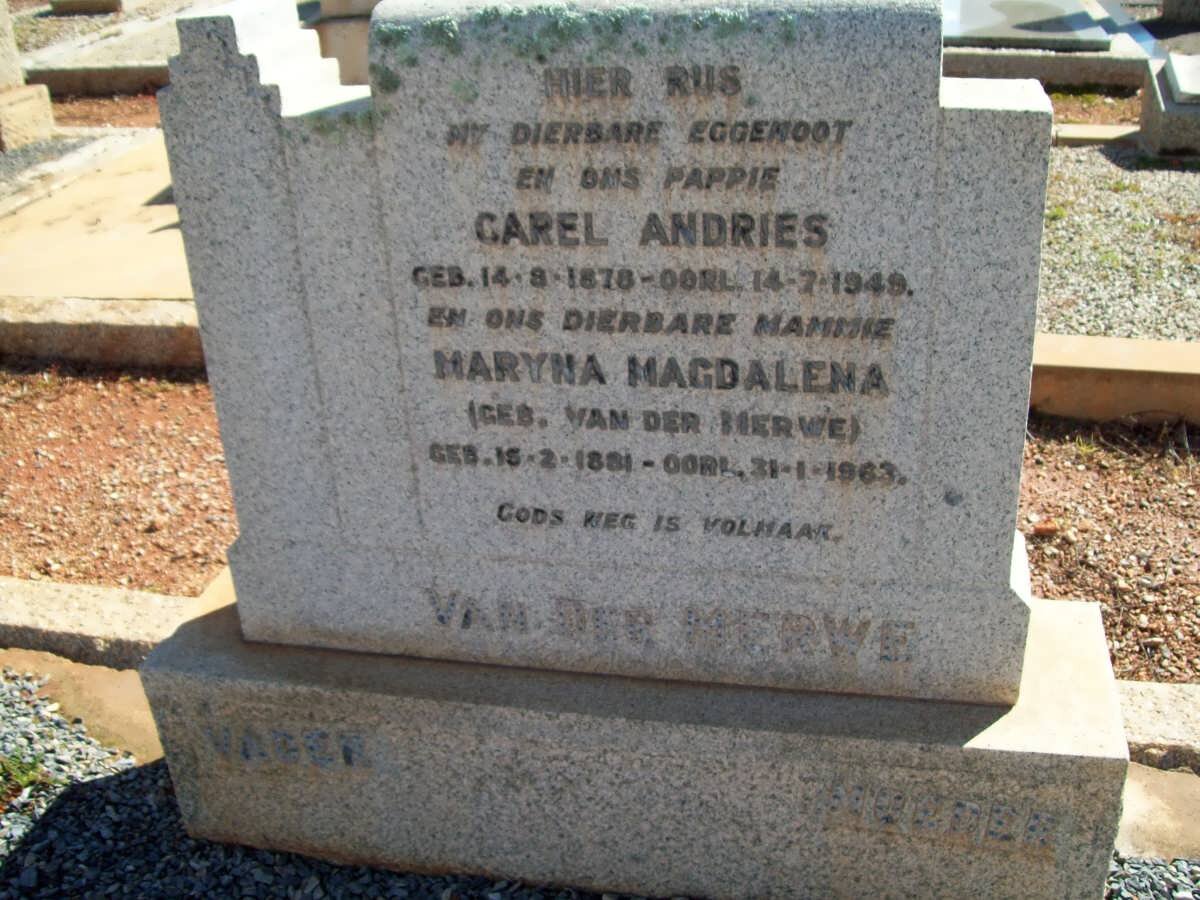 HIER RUS
MY DIERBARE EGGENOOT
EN ONS PAPPIE
CAREL ANDRIES
GEB. 14-8-1878-OORL. 14-7-1949.
EN ONS DIERBARE MAMMIE
MARYNA MAGDALENA
(GEB. VAN DER MERWE)
GEB. 15-2-1881-OORL. 31-1-1963.
GODS WEG IS VOLMAAK.
VAN DER MERWE
VADER
MOEDER